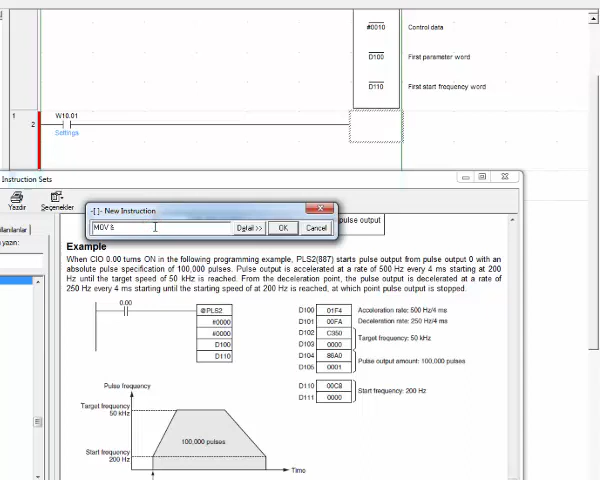 #0010 Control data
D100 First parameter word
D110 First start frequency word
1
2
W10.01
Settings
Instruction Sets
Yazdır
Seçenekler
-[ ]- New Instruction
MOV &
Detail >>
OK
Cancel
pulse output
Example
When CIO 0.00 turns ON in the following programming example, PLS2(887) starts pulse output from pulse output 0 with an
absolute pulse specification of 100,000 pulses. Pulse output is accelerated at a rate of 500 Hz every 4 ms starting at 200
Hz until the target speed of 50 kHz is reached. From the deceleration point, the pulse output is decelerated at a rate of
250 Hz every 4 ms starting until the starting speed of at 200 Hz is reached, at which point pulse output is stopped.
0.00
@PLS2
#0000
#0000
D100
D110
D100 01F4 Acceleration rate: 500 Hz/4 ms
D101 00FA Deceleration rate: 250 Hz/4 ms
D102 C350
D103 0000
Target frequency: 50 kHz
D104 86A0
D105 0001
Pulse output amount: 100,000 pulses
D110 00C8
D111 0000
Start frequency: 200 Hz
Pulse frequency
Target frequency
50 kHz
100,000 pulses
Start frequency
200 Hz
Time